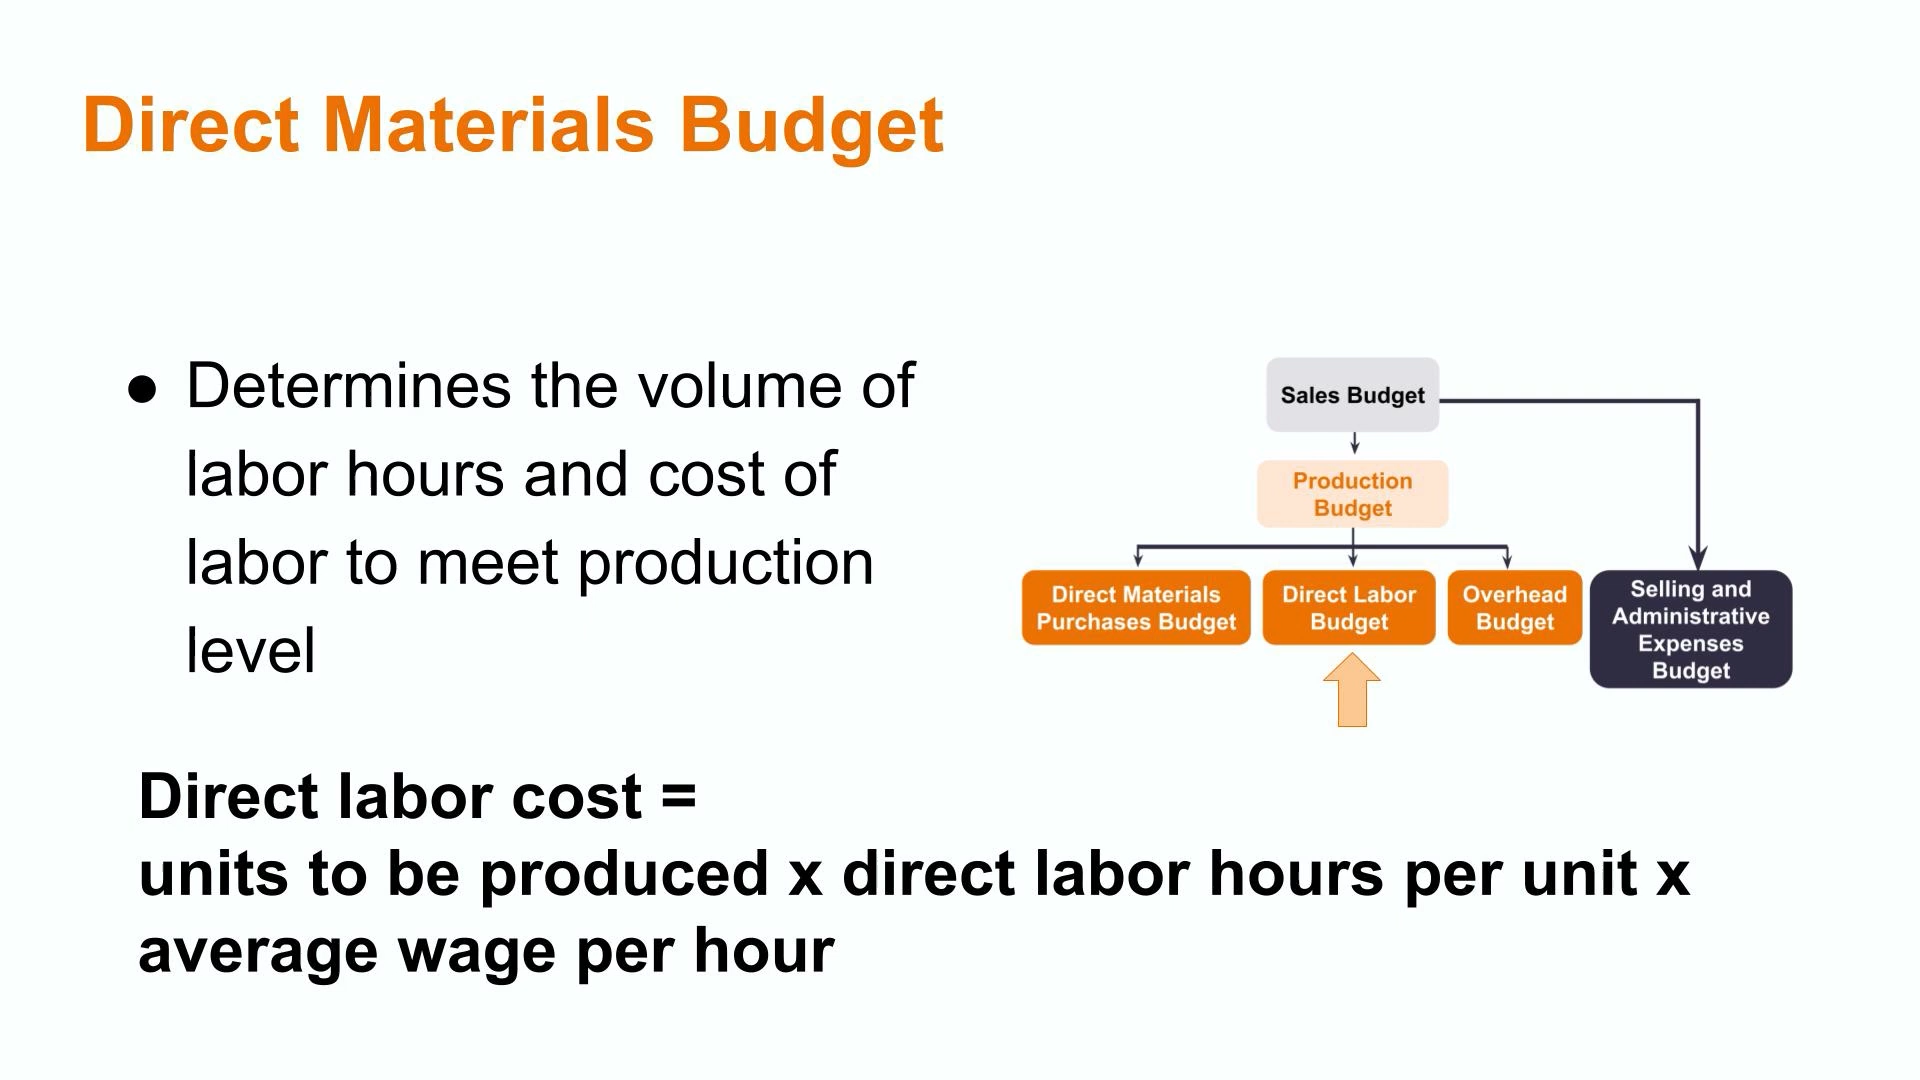 Direct Materials Budget
● Determines the volume of
labor hours and cost of
labor to meet production
level
Sales Budget
Production
Budget
Direct Materials
Purchases Budget
Direct Labor
Budget
Overhead
Budget
Selling and
Administrative
Expenses
Budget
Direct labor cost =
units to be produced x direct labor hours per unit x
average wage per hour